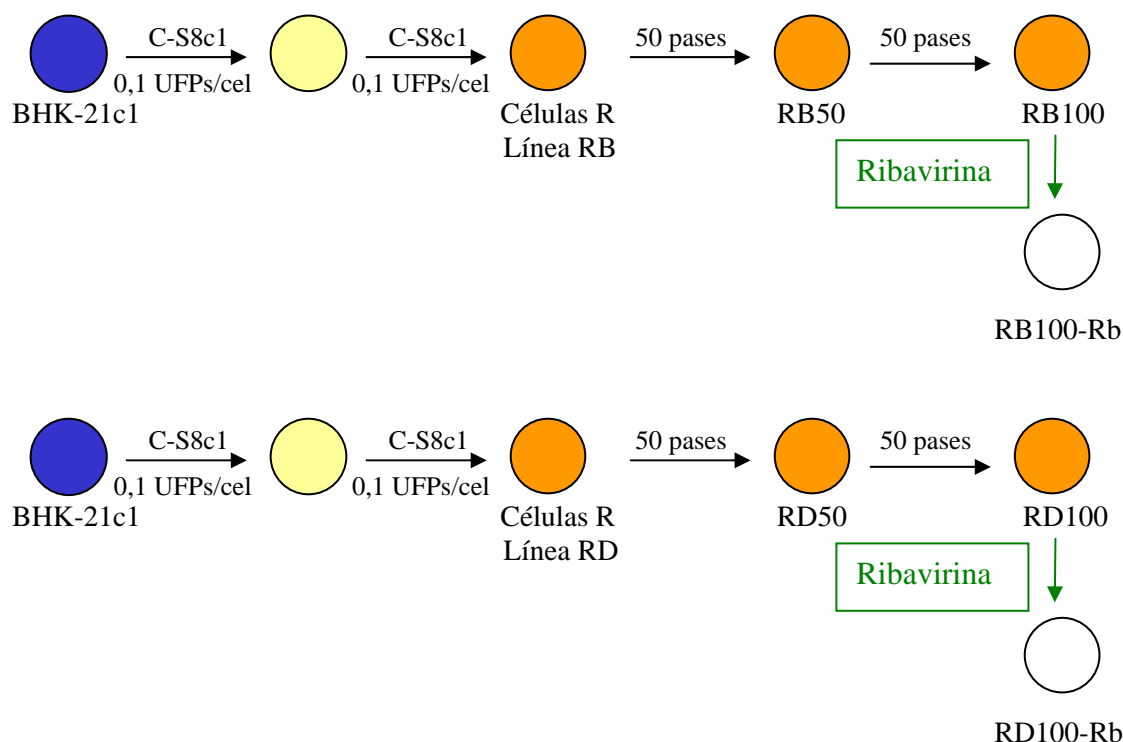 C-S8c1
C-S8c1
50 pases
50 pases
0,1 UFPs/cel
0,1 UFPs/cel
BHK-21c1
Células R
Línea RB
RB50
RB100
Ribavirina
RB100-Rb
C-S8c1
C-S8c1
50 pases
50 pases
0,1 UFPs/cel
0,1 UFPs/cel
BHK-21c1
Células R
Línea RD
RD50
RD100
Ribavirina
RD100-Rb